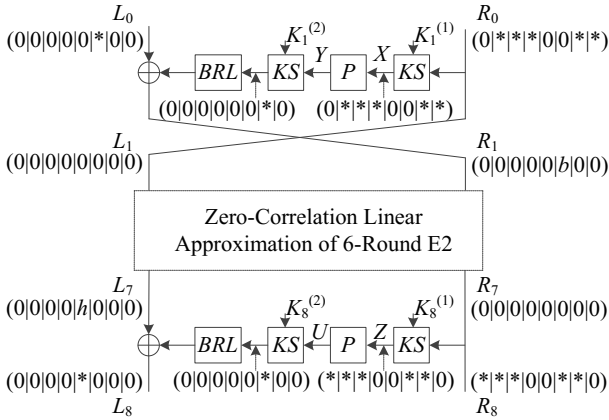 L₀ R₀
(0|0|0|0|0|*|0|0) K₁⁽²⁾ K₁⁽¹⁾ (0|*|*|*|0|0|*|*)
BRL KS Y P X KS
(0|0|0|0|0|0|*|0) (0|*|*|*|0|0|*|*)
L₁ R₁
(0|0|0|0|0|0|0|0) (0|0|0|0|0|b|0|0)
Zero-Correlation Linear
Approximation of 6-Round E2
L₇ R₇
(0|0|0|0|h|0|0|0) K₈⁽²⁾ K₈⁽¹⁾ (0|0|0|0|0|0|0|0)
BRL KS U P Z KS
(0|0|0|0|*|0|0|0) (0|0|0|0|0|*|0|0) (*|*|*|0|0|*|*|0) (*|*|*|0|0|*|*|0)
L₈ R₈